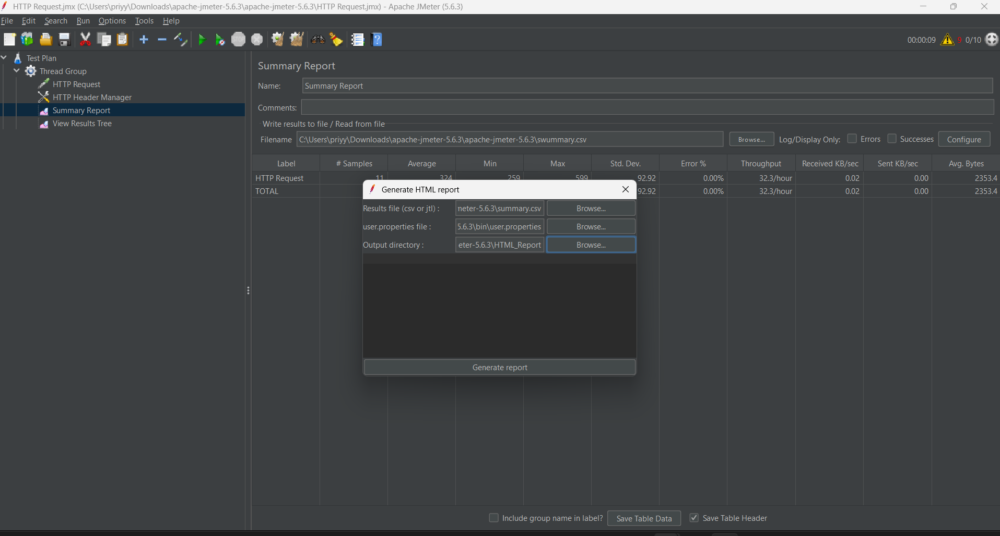 HTTP Request.jmx (C:\Users\priyy\Downloads\apache-jmeter-5.6.3\apache-jmeter-5.6.3\HTTP Request.jmx) - Apache JMeter (5.6.3)
File Edit Search Run Options Tools Help
STOP 00:00:09 9 0/10
Test Plan
Thread Group
HTTP Request
HTTP Header Manager
Summary Report
View Results Tree
Summary Report
Name: Summary Report
Comments:
Write results to file / Read from file
Filename C:\Users\priyy\Downloads\apache-jmeter-5.6.3\apache-jmeter-5.6.3\swummary.csv Browse... Log/Display Only: Errors Successes Configure
Label # Samples Average Min Max Std. Dev. Error % Throughput Received KB/sec Sent KB/sec Avg. Bytes
HTTP Request 11 324 259 599 92.92 0.00% 32.3/hour 0.02 0.00 2353.4
TOTAL 92.92 0.00% 32.3/hour 0.02 0.00 2353.4
Generate HTML report
Results file (csv or jtl) : neter-5.6.3\summary.csv Browse...
user.properties file : 5.6.3\bin\user.properties Browse...
Output directory : eter-5.6.3\HTML_Report Browse...
Generate report
Include group name in label? Save Table Data Save Table Header